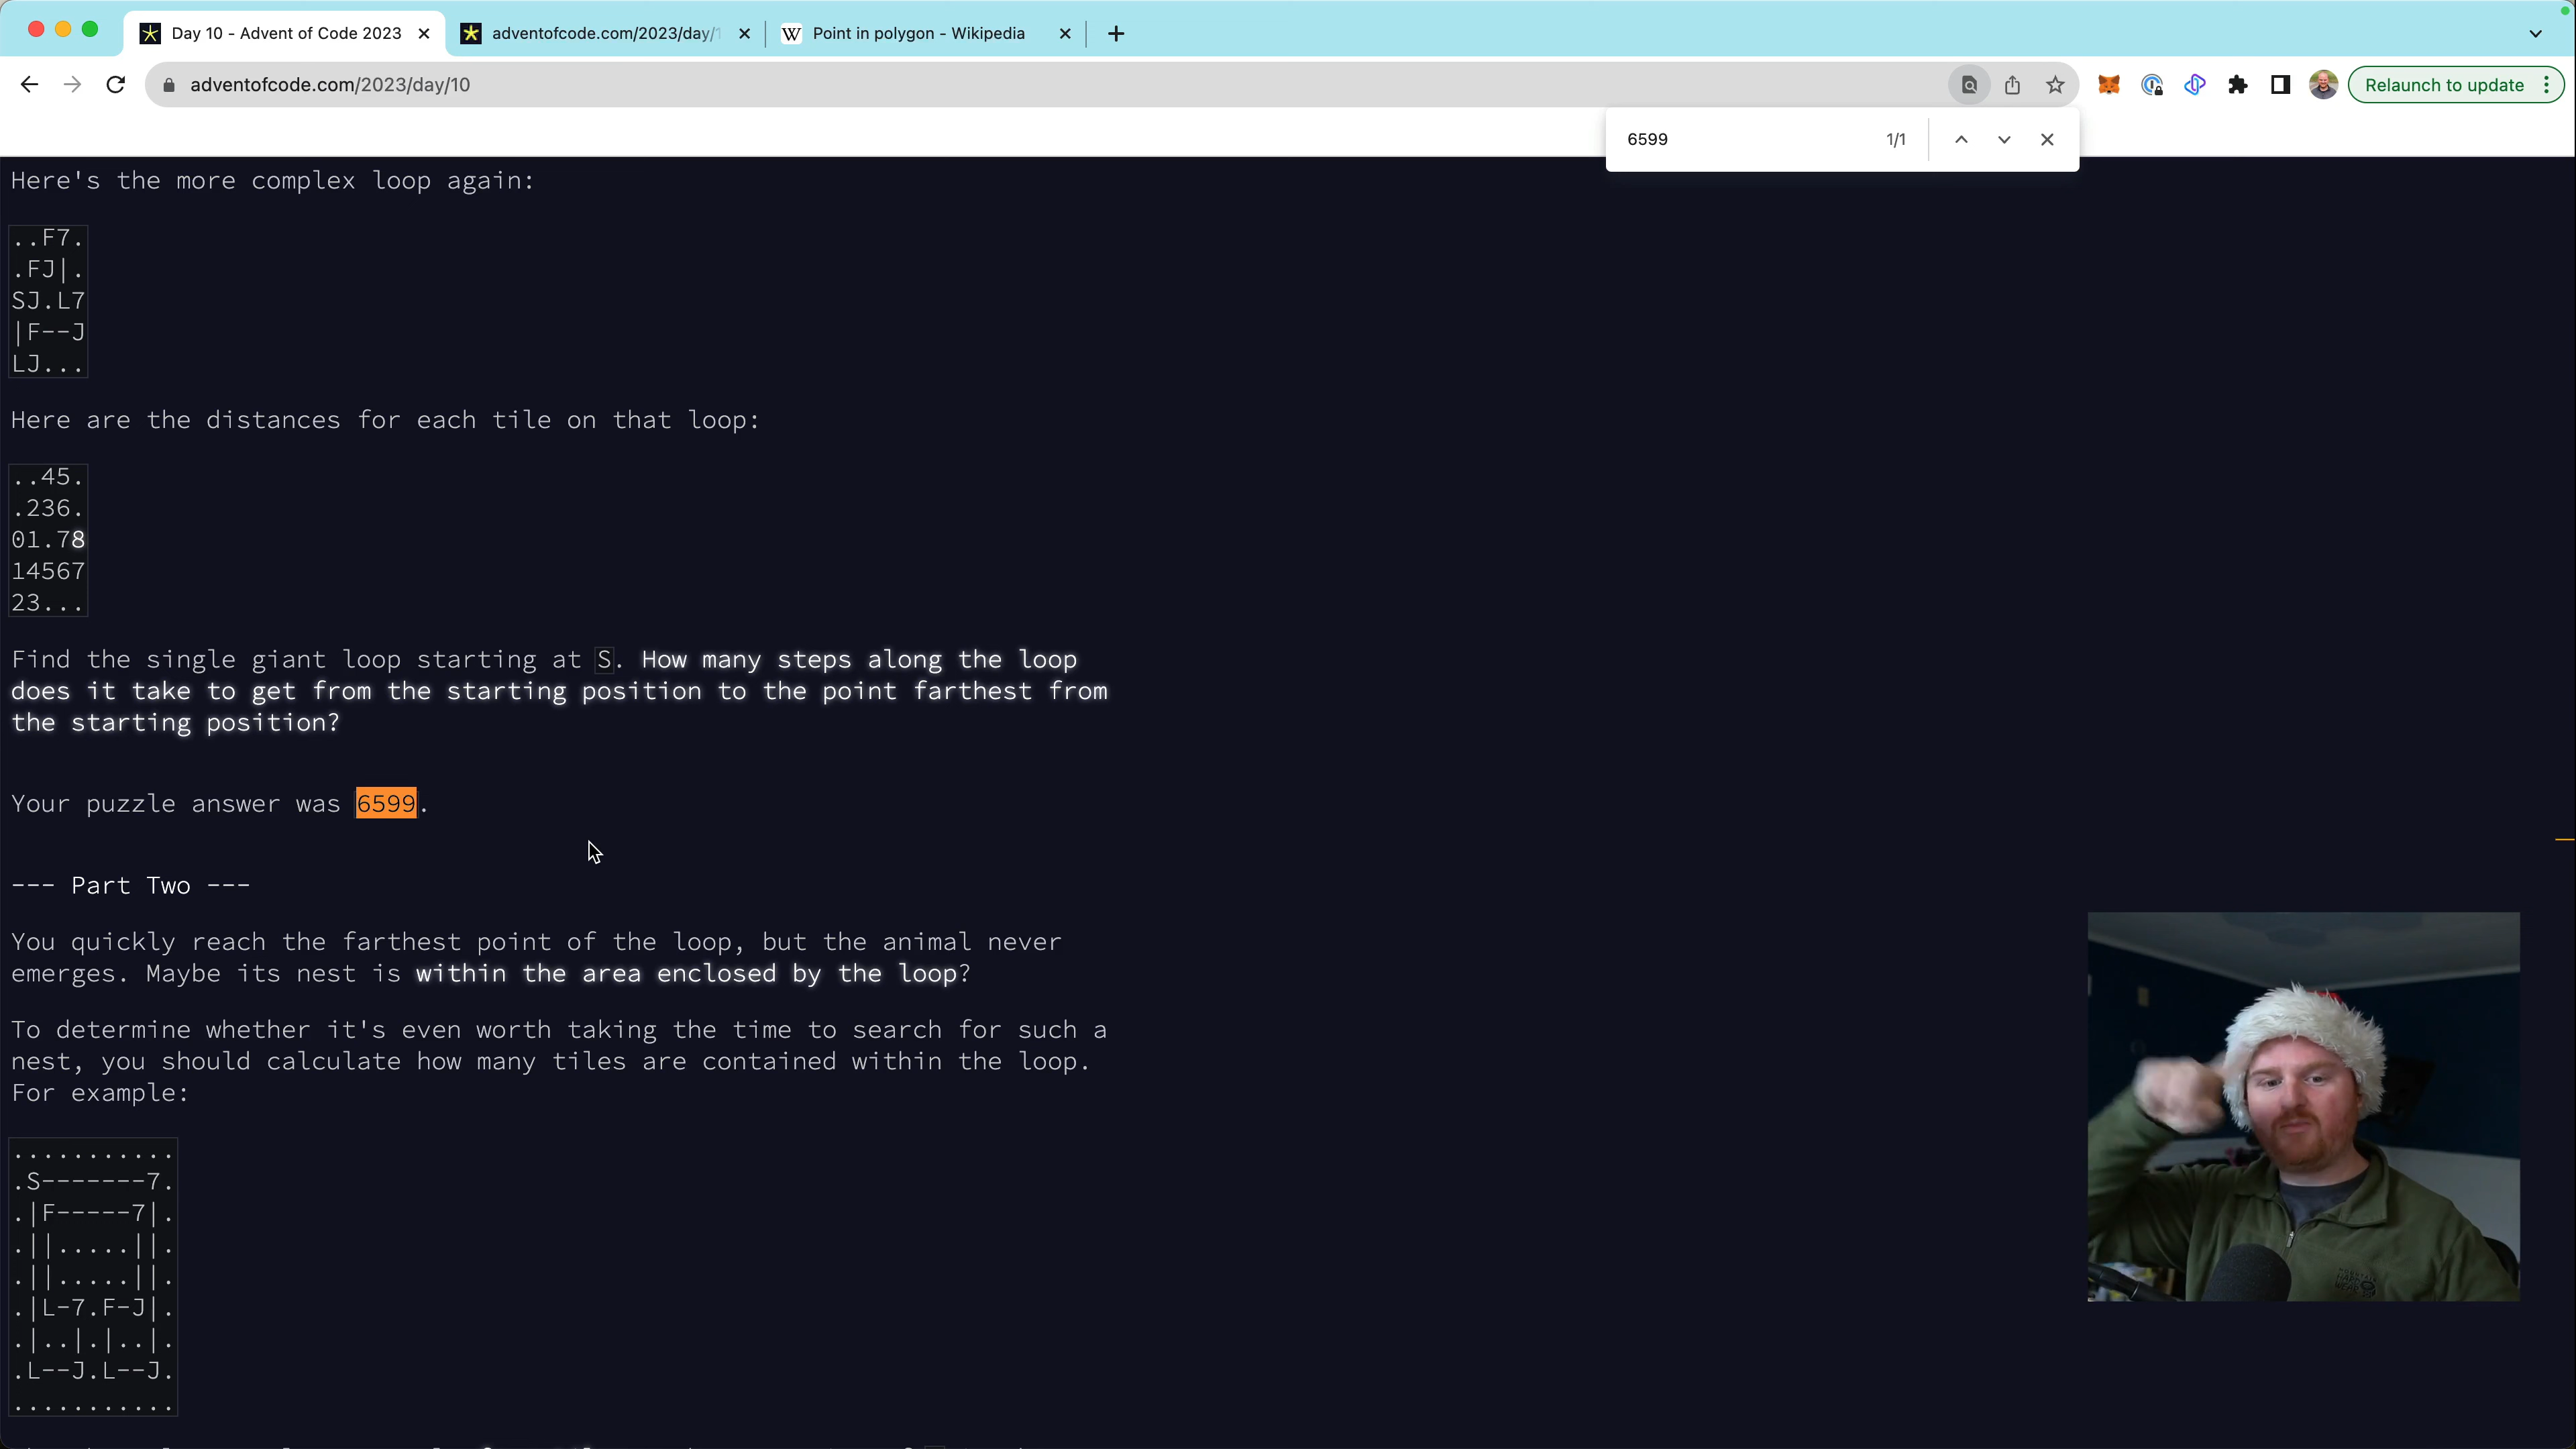 Day 10 - Advent of Code 2023
adventofcode.com/2023/day/1
Point in polygon - Wikipedia
adventofcode.com/2023/day/10
Relaunch to update
6599
1/1
Here's the more complex loop again:
..F7.
.FJ|.
SJ.L7
|F--J
LJ...
Here are the distances for each tile on that loop:
..45.
.236.
01.78
14567
23...
Find the single giant loop starting at S. How many steps along the loop
does it take to get from the starting position to the point farthest from
the starting position?
Your puzzle answer was 6599.
--- Part Two ---
You quickly reach the farthest point of the loop, but the animal never
emerges. Maybe its nest is within the area enclosed by the loop?
To determine whether it's even worth taking the time to search for such a
nest, you should calculate how many tiles are contained within the loop.
For example:
...........
.S-------7.
.|F-----7|.
.||.....||.
.||.....||.
.|L-7.F-J|.
.|..|.|..|.
.L--J.L--J.
...........